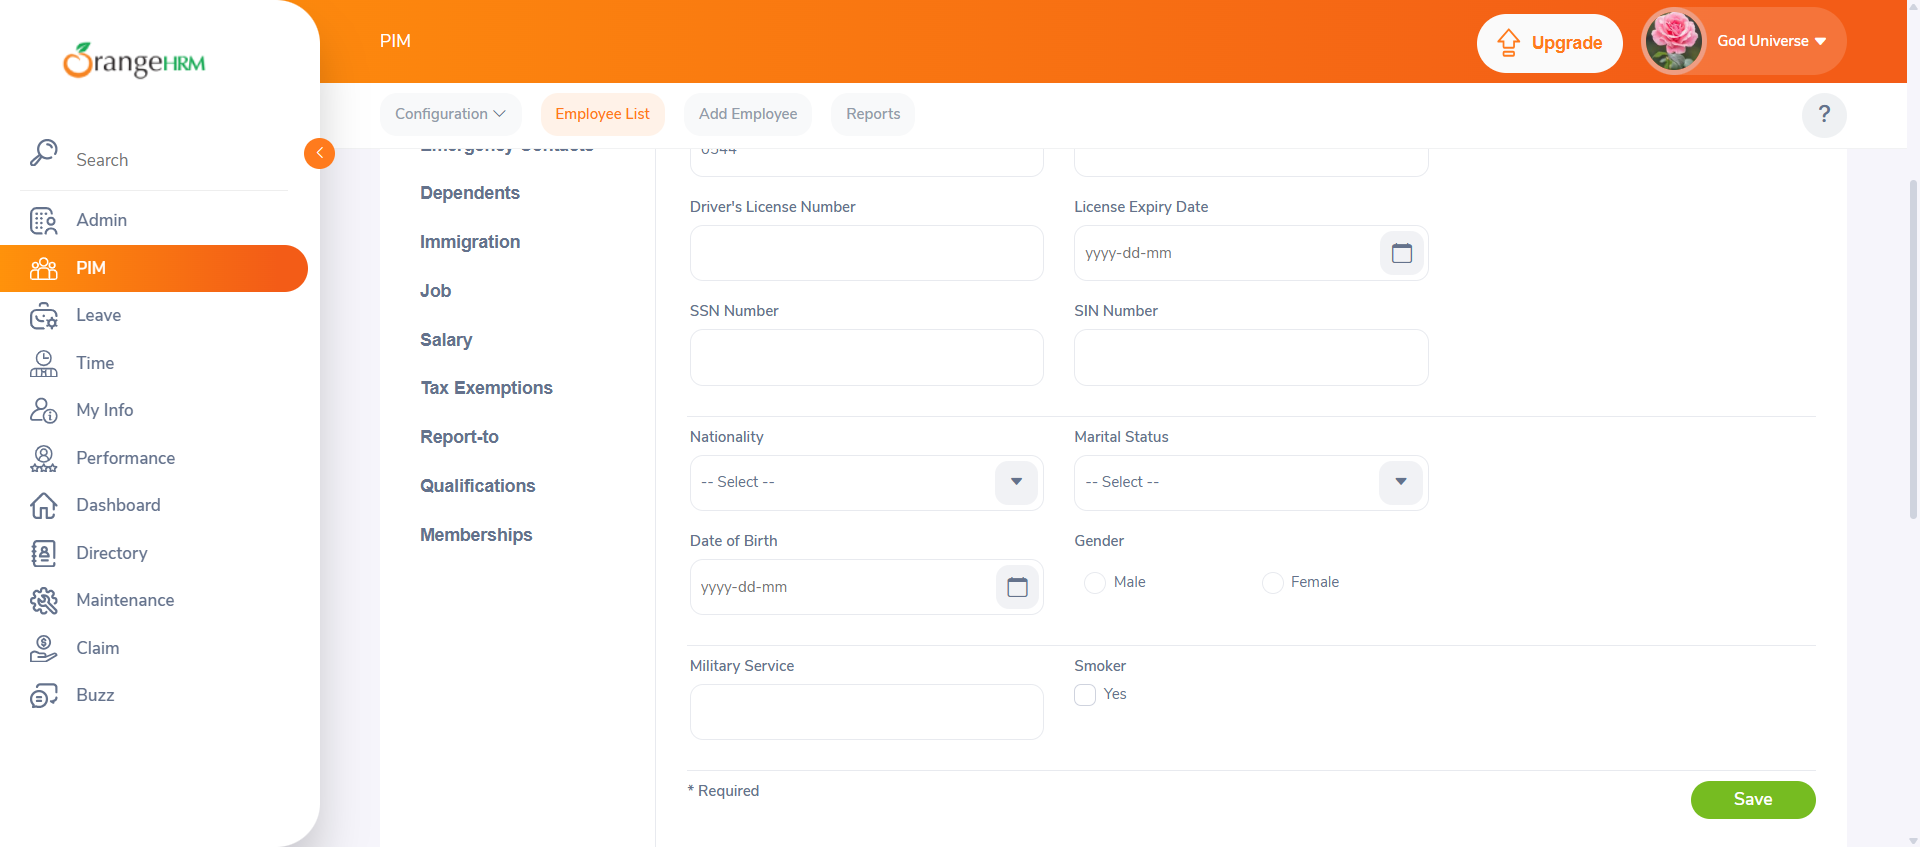 OrangeHRM
PIM
Upgrade
God Universe
Configuration
Employee List
Add Employee
Reports
?
Search
Admin
PIM
Leave
Time
My Info
Performance
Dashboard
Directory
Maintenance
Claim
Buzz
Emergency Contacts
Dependents
Immigration
Job
Salary
Tax Exemptions
Report-to
Qualifications
Memberships
0344
Driver's License Number
License Expiry Date
yyyy-dd-mm
SSN Number
SIN Number
Nationality
Marital Status
-- Select --
-- Select --
Date of Birth
Gender
yyyy-dd-mm
Male
Female
Military Service
Smoker
Yes
* Required
Save